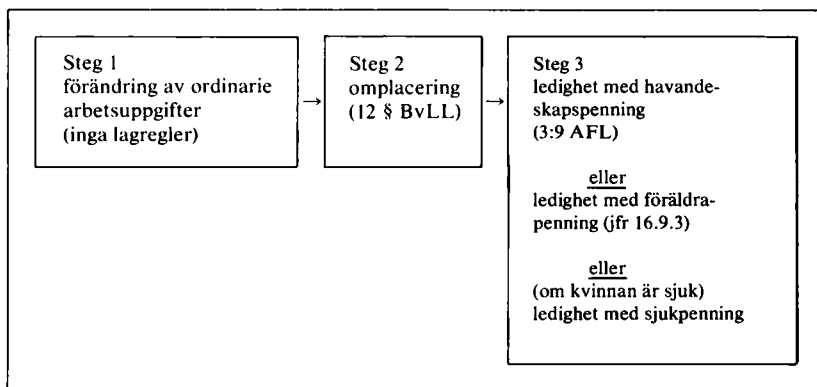 Steg 1
förändring av ordinarie
arbetsuppgifter
(inga lagregler)
→
Steg 2
omplacering
(12 § BvLL)
→
Steg 3
ledighet med havande-
skapspenning
(3:9 AFL)
eller
ledighet med föräldra-
penning (jfr 16.9.3)
eller
(om kvinnan är sjuk)
ledighet med sjukpenning